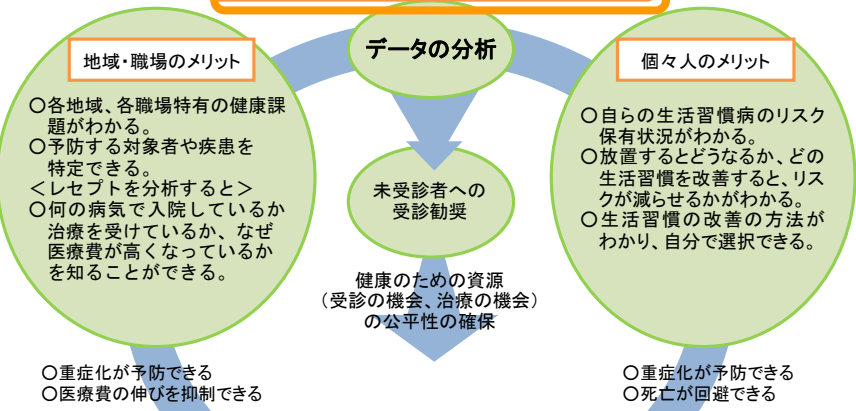 データの分析
地域・職場のメリット
○各地域、各職場特有の健康課
題がわかる。
○予防する対象者や疾患を
特定できる。
＜レセプトを分析すると＞
○何の病気で入院しているか
治療を受けているか、なぜ
医療費が高くなっているか
を知ることができる。
未受診者への
受診勧奨
健康のための資源
（受診の機会、治療の機会）
の公平性の確保
個々人のメリット
○自らの生活習慣病のリスク
保有状況がわかる。
○放置するとどうなるか、どの
生活習慣を改善すると、リス
クが減らせるかがわかる。
○生活習慣の改善の方法が
わかり、自分で選択できる。
○重症化が予防できる
○医療費の伸びを抑制できる
○重症化が予防できる
○死亡が回避できる